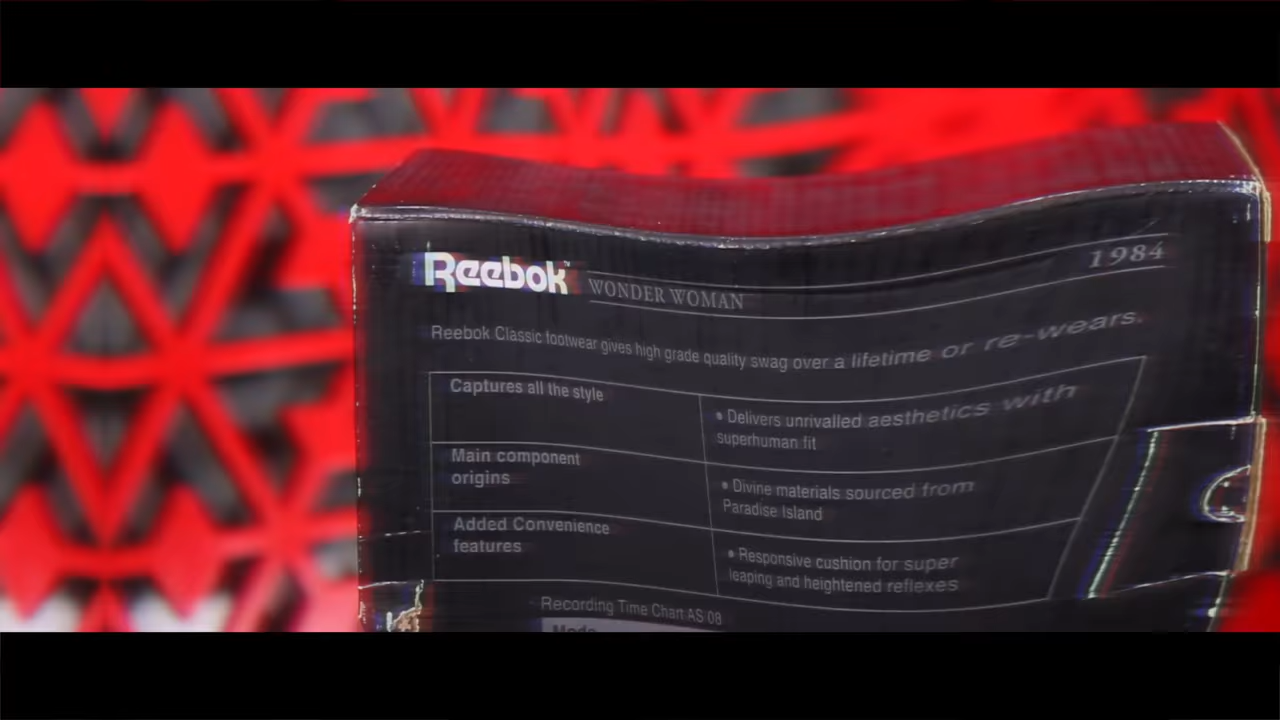 Reebok™ WONDER WOMAN 1984
Reebok Classic footwear gives high grade quality swag over a lifetime or re-wears.
Captures all the style
• Delivers unrivalled aesthetics with
superhuman fit
Main component
origins
• Divine materials sourced from
Paradise Island
Added Convenience
features
• Responsive cushion for super
leaping and heightened reflexes
Recording Time Chart AS 08
Mode